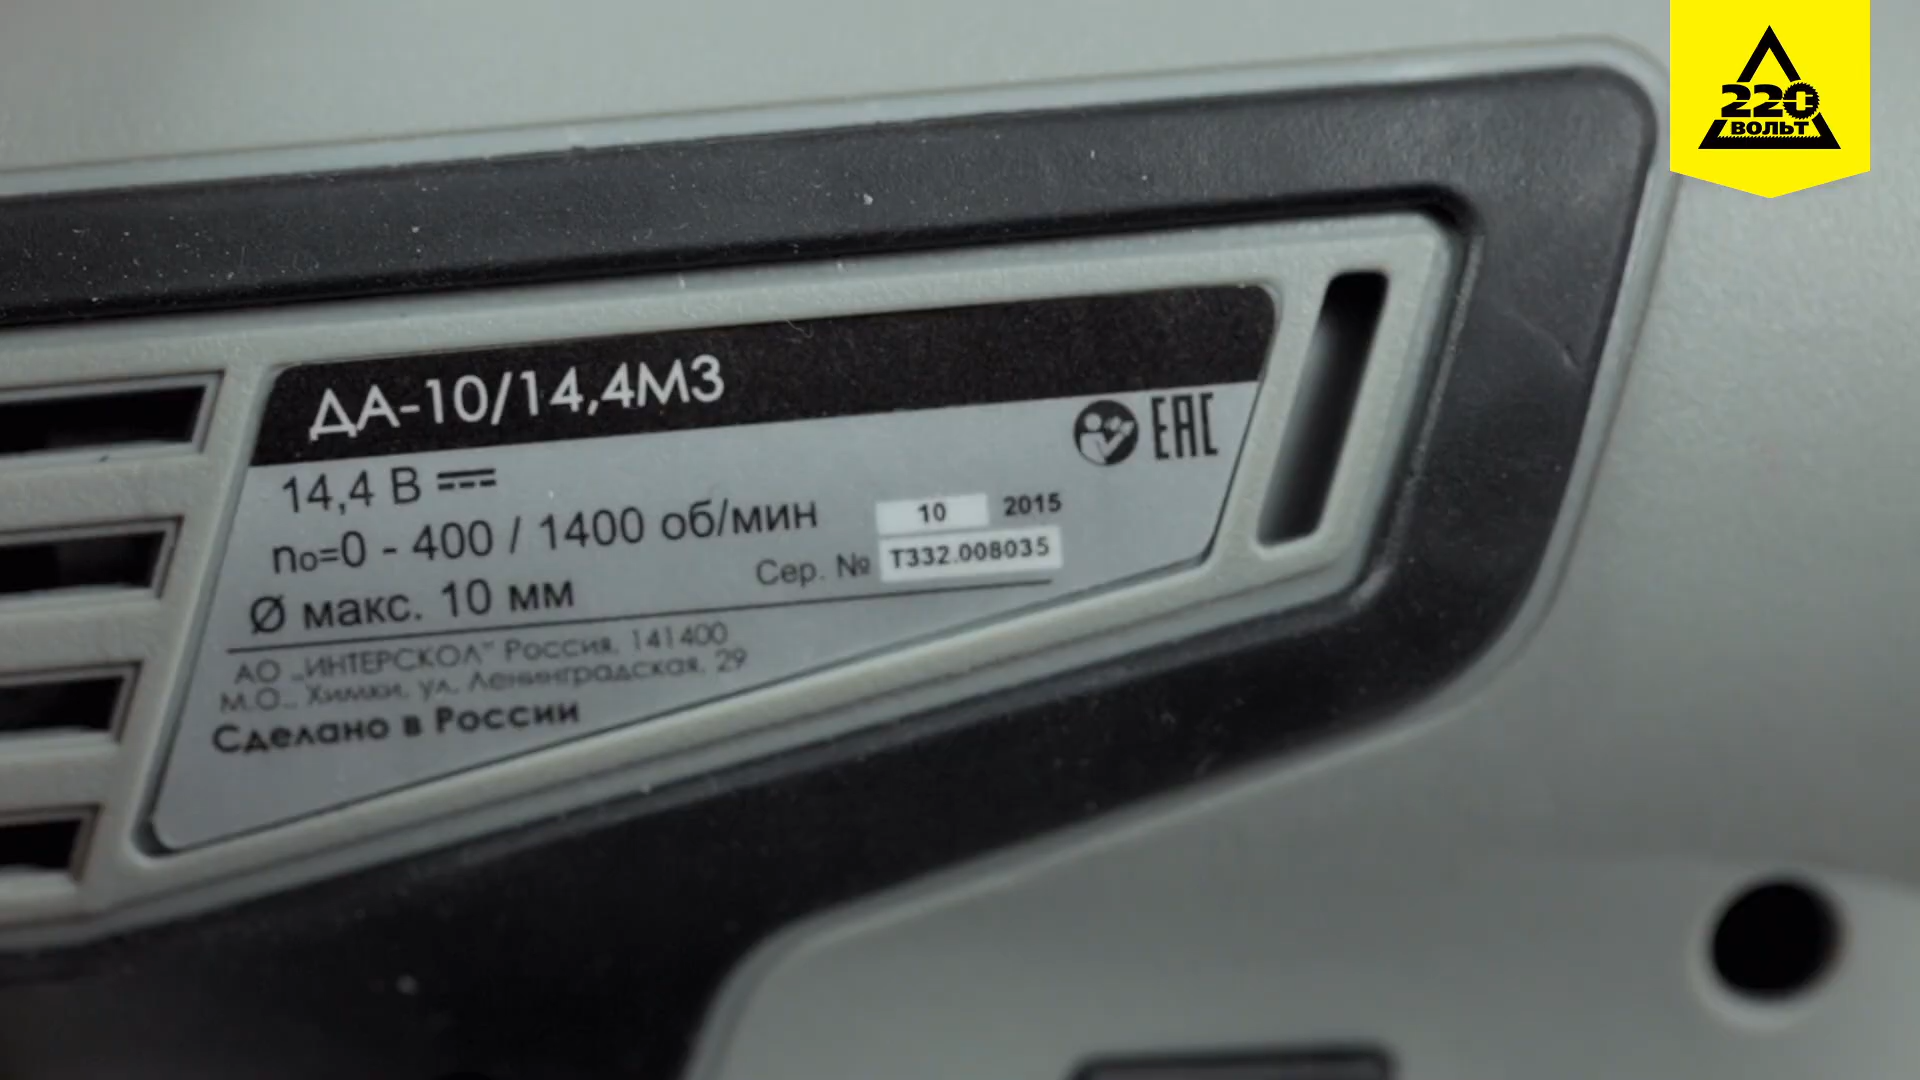 220
ВОЛЬТ
ДА-10/14,4М3
EAC
14,4 В
n₀=0 - 400 / 1400 об/мин
10 2015
Сер. № Т332.008035
Ø макс. 10 мм
АО „ИНТЕРСКОЛ" Россия, 141400
М.О., Химки, ул. Ленинградская, 29
Сделано в России